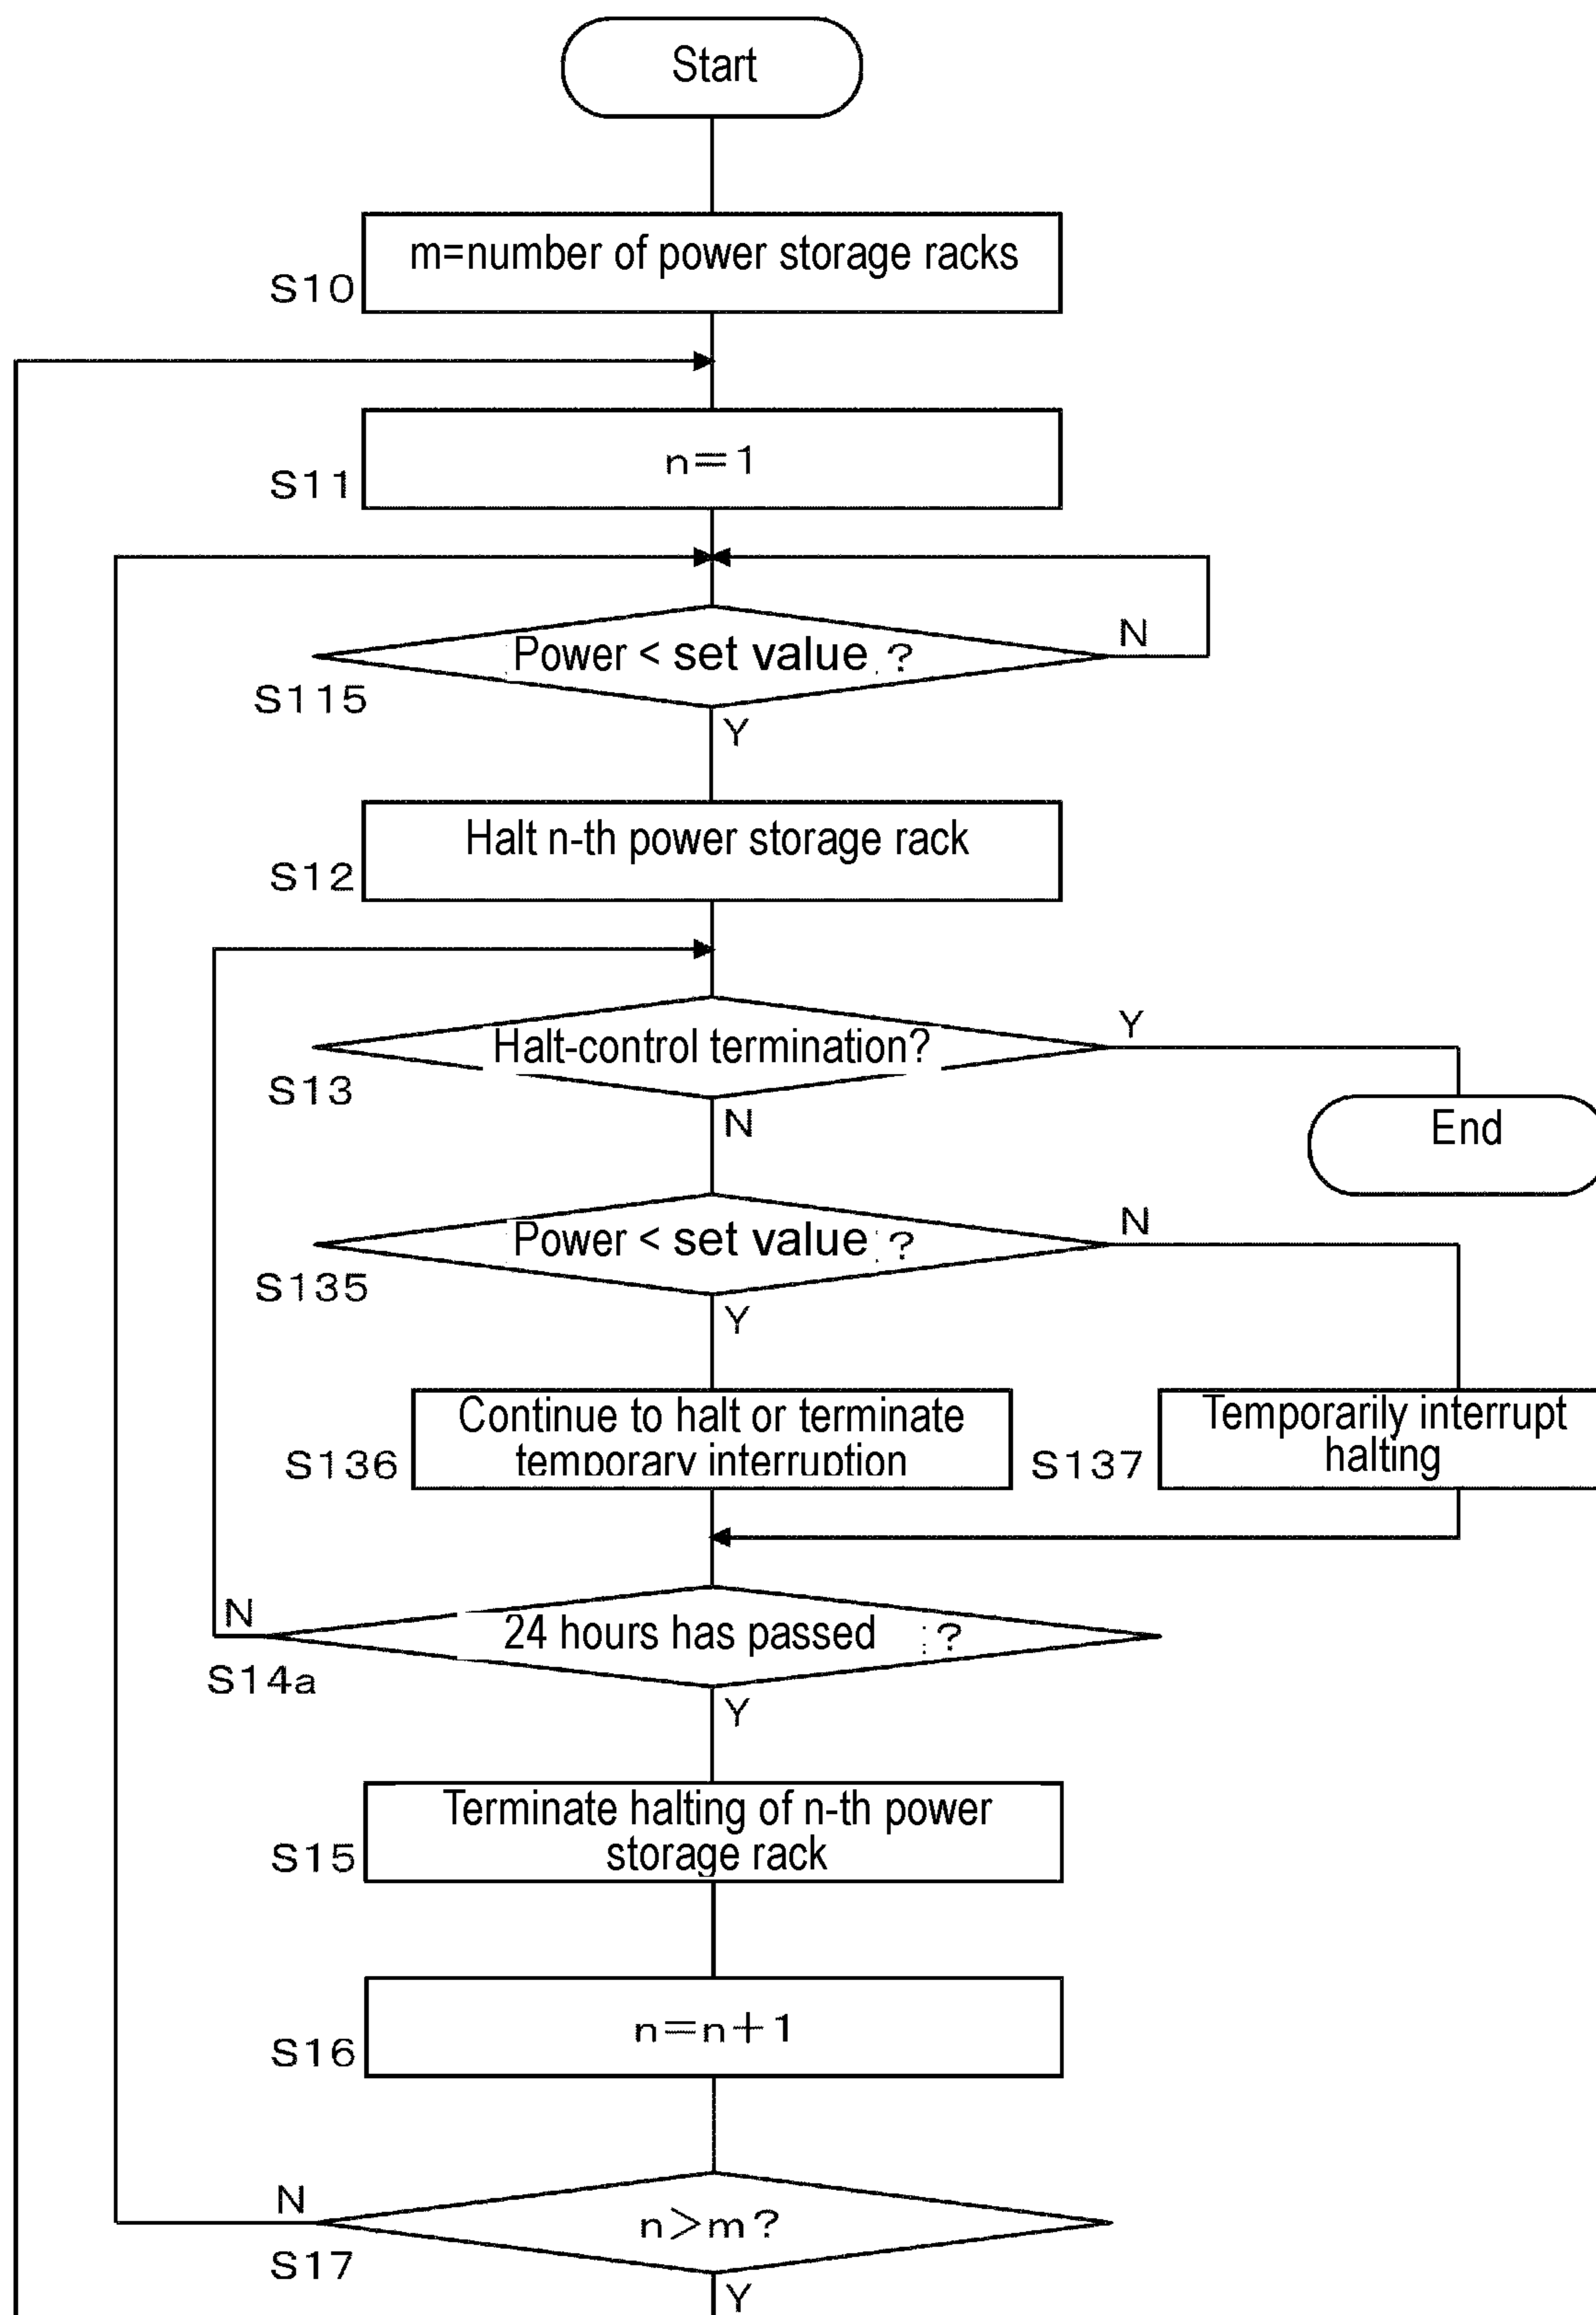 Start
m=number of power storage racks
S10
n=1
S11
Power < set value ?
N
S115
Y
Halt n-th power storage rack
S12
Halt-control termination?
Y
S13
N
End
Power < set value ?
N
S135
Y
Continue to halt or terminate
temporary interruption
S136
Temporarily interrupt
halting
S137
24 hours has passed ?
N
S14a
Y
Terminate halting of n-th power
storage rack
S15
n=n+1
S16
n>m?
N
S17
Y